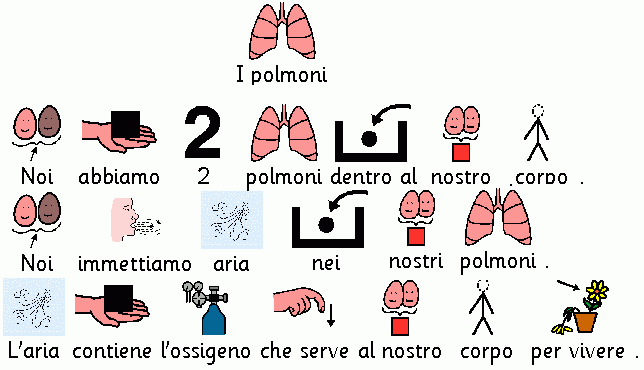 I polmoni
Noi abbiamo 2 polmoni dentro al nostro corpo .
Noi immettiamo aria nei nostri polmoni .
L'aria contiene l'ossigeno che serve al nostro corpo per vivere .